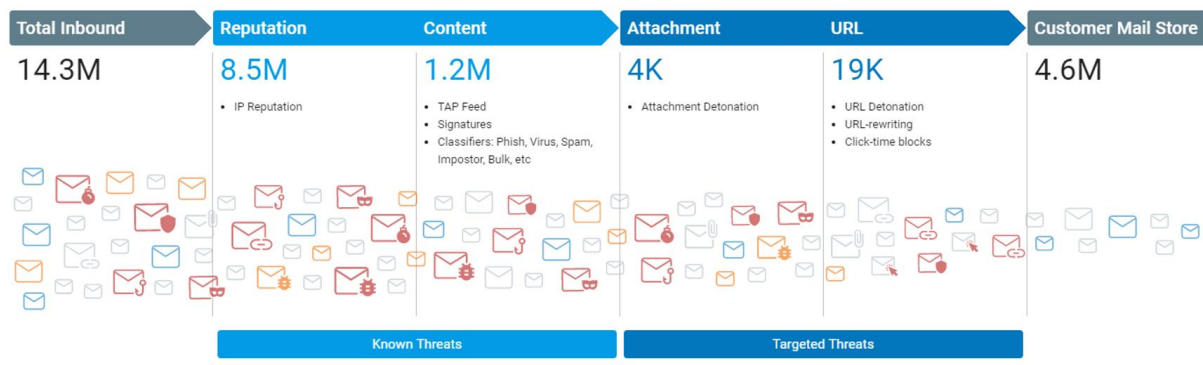 Total Inbound
Reputation
Content
Attachment
URL
Customer Mail Store
14.3M
8.5M
1.2M
4K
19K
4.6M
• IP Reputation
• TAP Feed
• Signatures
• Classifiers: Phish, Virus, Spam,
Impostor, Bulk, etc
• Attachment Detonation
• URL Detonation
• URL-rewriting
• Click-time blocks
Known Threats
Targeted Threats